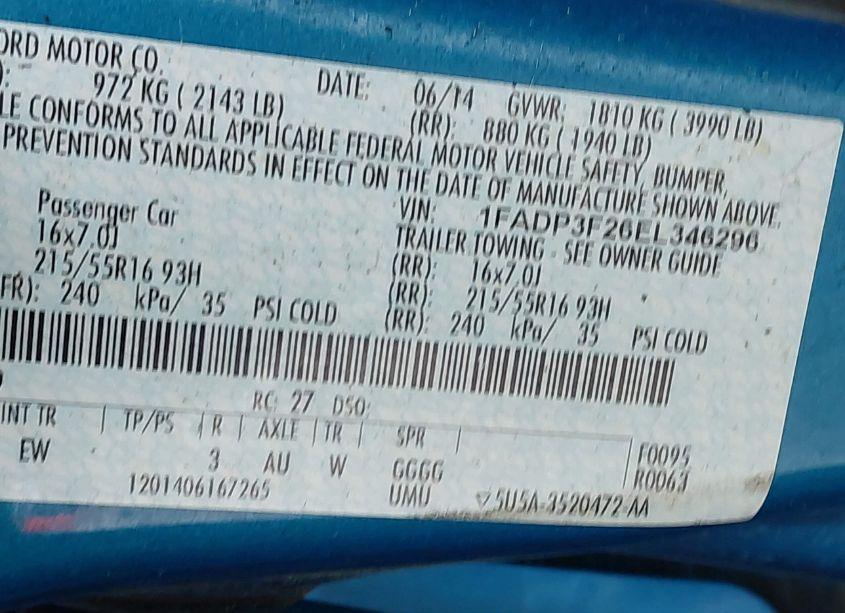 ORD MOTOR CO.
DATE: 06/14 GVWR: 1810 KG ( 3990 LB)
): 972 KG ( 2143 LB) (RR): 880 KG ( 1940 LB)
LE CONFORMS TO ALL APPLICABLE FEDERAL MOTOR VEHICLE SAFETY, BUMPER,
PREVENTION STANDARDS IN EFFECT ON THE DATE OF MANUFACTURE SHOWN ABOVE.
VIN: 1FADP3F26EL346296
Passenger Car TRAILER TOWING - SEE OWNER GUIDE
16x7.0J (RR): 16x7.0J
215/55R16 93H (RR): 215/55R16 93H
FR): 240 kPa/ 35 PSI COLD (RR): 240 kPa/ 35 PSI COLD
RC: 27 DSO:
INT TR | TP/PS | R | AXLE | TR | SPR |
EW 3 AU W GGGG F0095
UMU R0063
1201406167265 ▽5U5A-3520472-AA